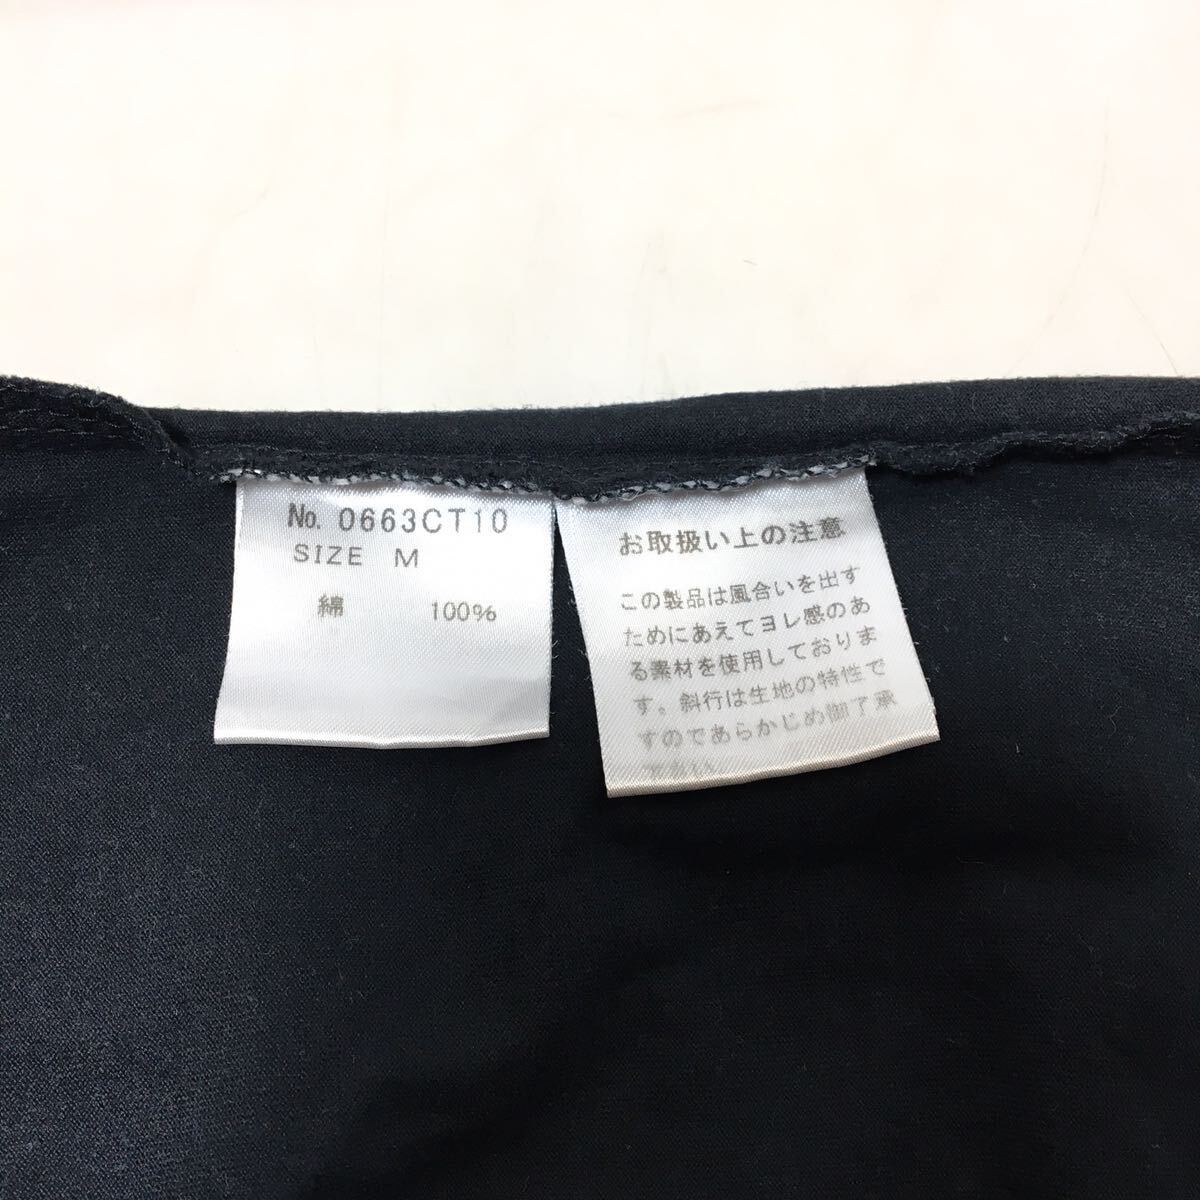 № 0663CT10
SIZE M
綿 100%
お取扱い上の注意
この製品は風合いを出す
ためにあえてヨレ感のあ
る素材を使用しておりま
す。斜行は生地の特性で
すのであらかじめ御了承
下さい。